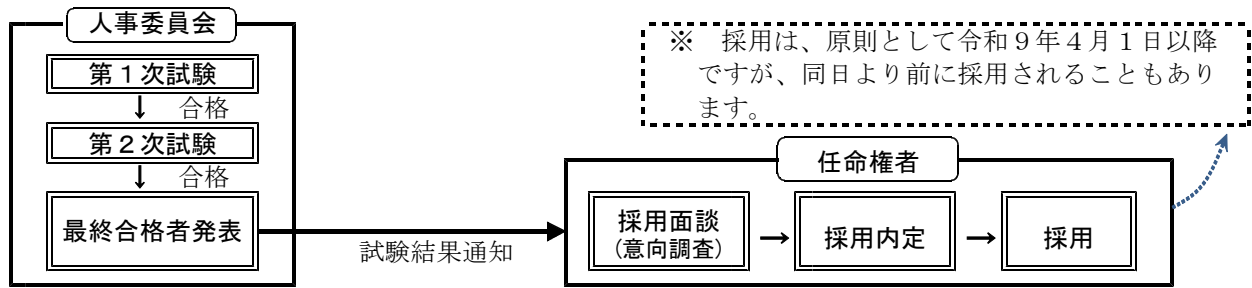 人事委員会
第1次試験
↓ 合格
第2次試験
↓ 合格
最終合格者発表
試験結果通知
※ 採用は、原則として令和9年4月1日以降
ですが、同日より前に採用されることもあり
ます。
任命権者
採用面談
(意向調査)
→
採用内定
→
採用